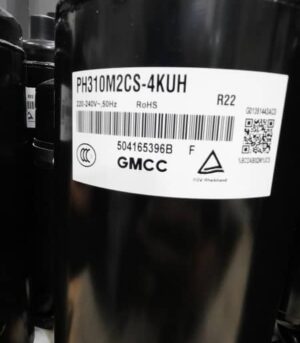 PH310M2CS-4KUH
220-240V~,50Hz RoHS R22
504165396B F
GMCC